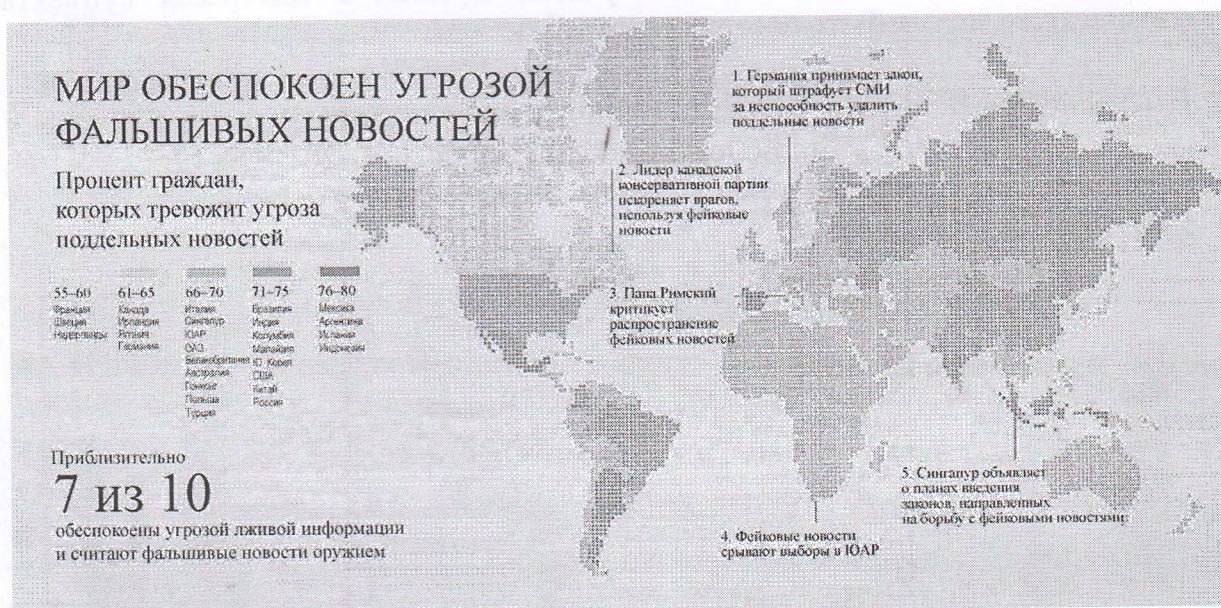 МИР ОБЕСПОКОЕН УГРОЗОЙ
ФАЛЬШИВЫХ НОВОСТЕЙ
Процент граждан,
которых тревожит угроза
поддельных новостей
55–60
Франция
Швеция
Нидерланды
61–65
Канада
Ирландия
Япония
Германия
66–70
Италия
Сингапур
ЮАР
ОАЭ
Великобритания
Австралия
Гонконг
Польша
Турция
71–75
Бразилия
Индия
Колумбия
Малайзия
Ю. Корея
США
Китай
Россия
76–80
Мексика
Аргентина
Испания
Индонезия
Приблизительно
7 из 10
обеспокоены угрозой лживой информации
и считают фальшивые новости оружием
1. Германия принимает закон,
который штрафует СМИ
за неспособность удалить
поддельные новости
2. Лидер канадской
консервативной партии
искореняет врагов,
используя фейковые
новости
3. Папа Римский
критикует
распространение
фейковых новостей
4. Фейковые новости
срывают выборы в ЮАР
5. Сингапур объявляет
о планах введения
законов, направленных
на борьбу с фейковыми новостями